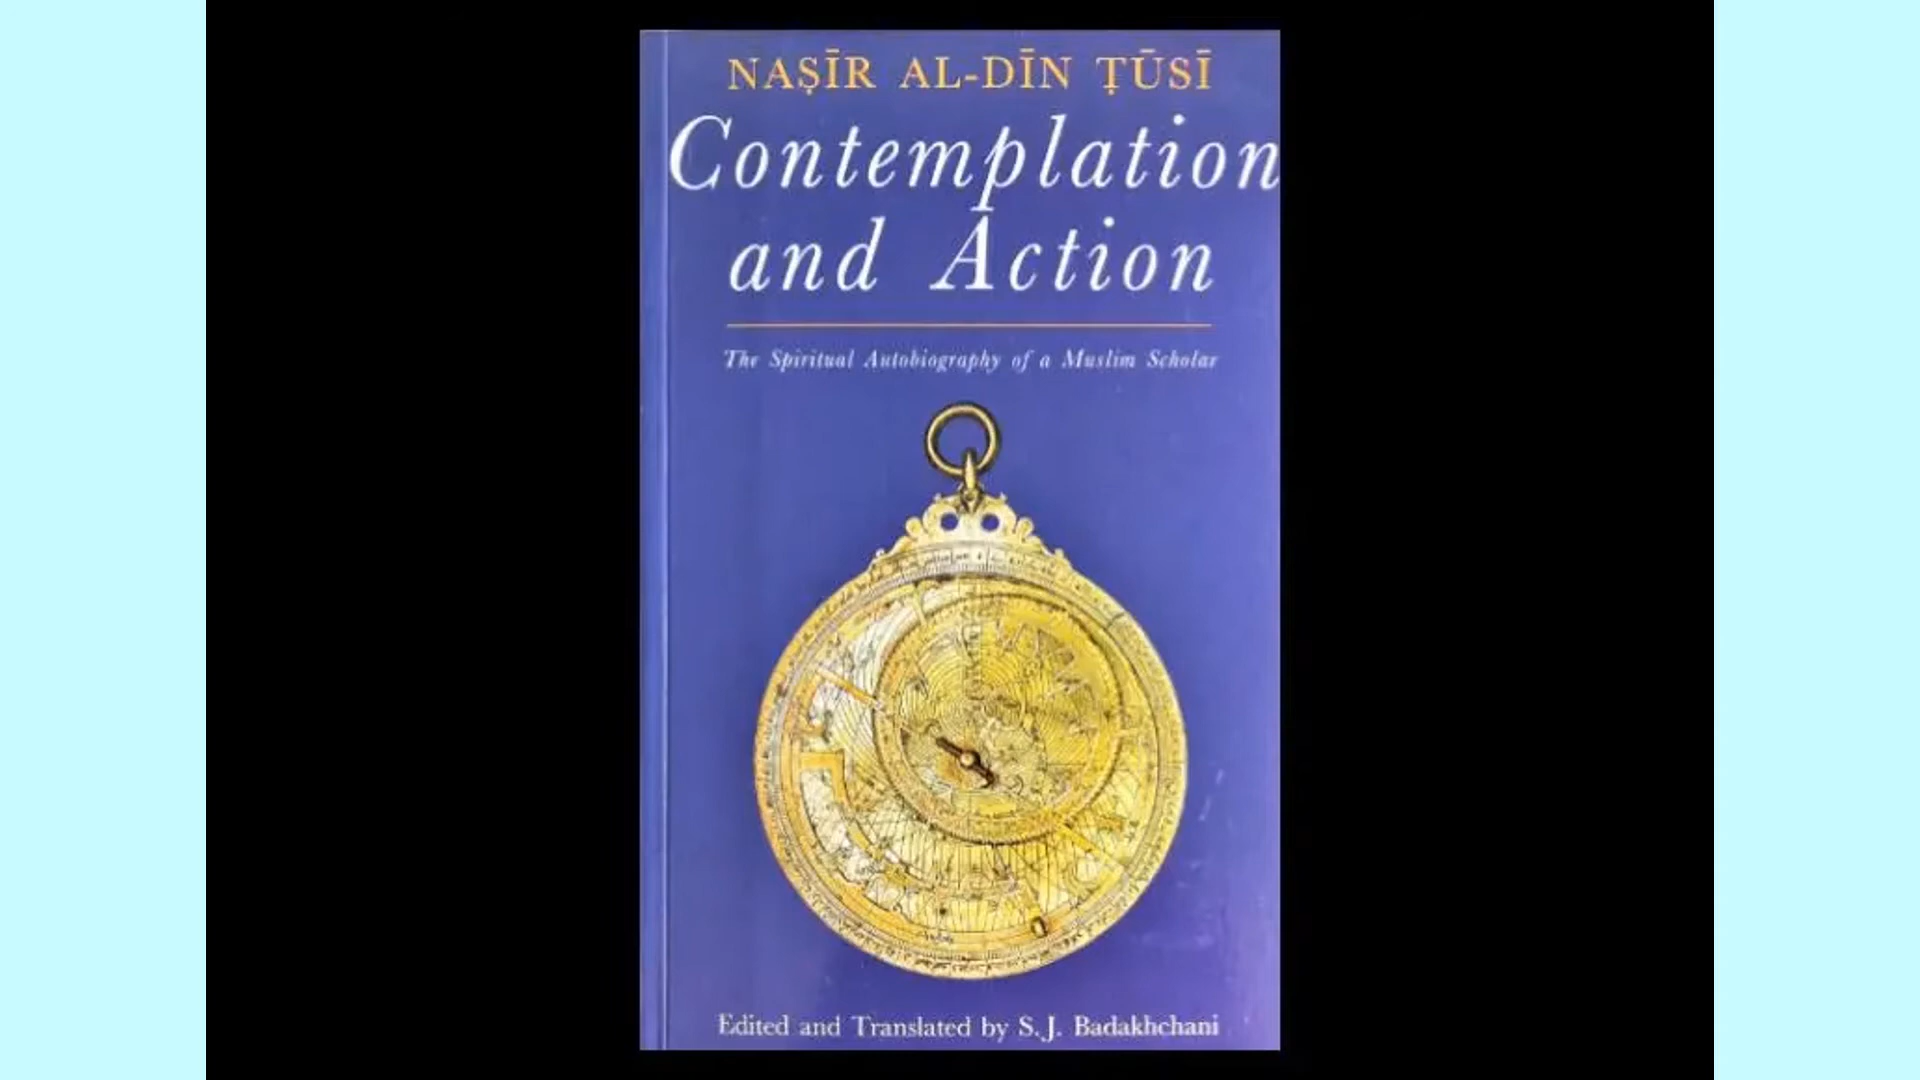 NAṢĪR AL-DĪN ṬŪSĪ
Contemplation
and Action
The Spiritual Autobiography of a Muslim Scholar
Edited and Translated by S.J. Badakhchani